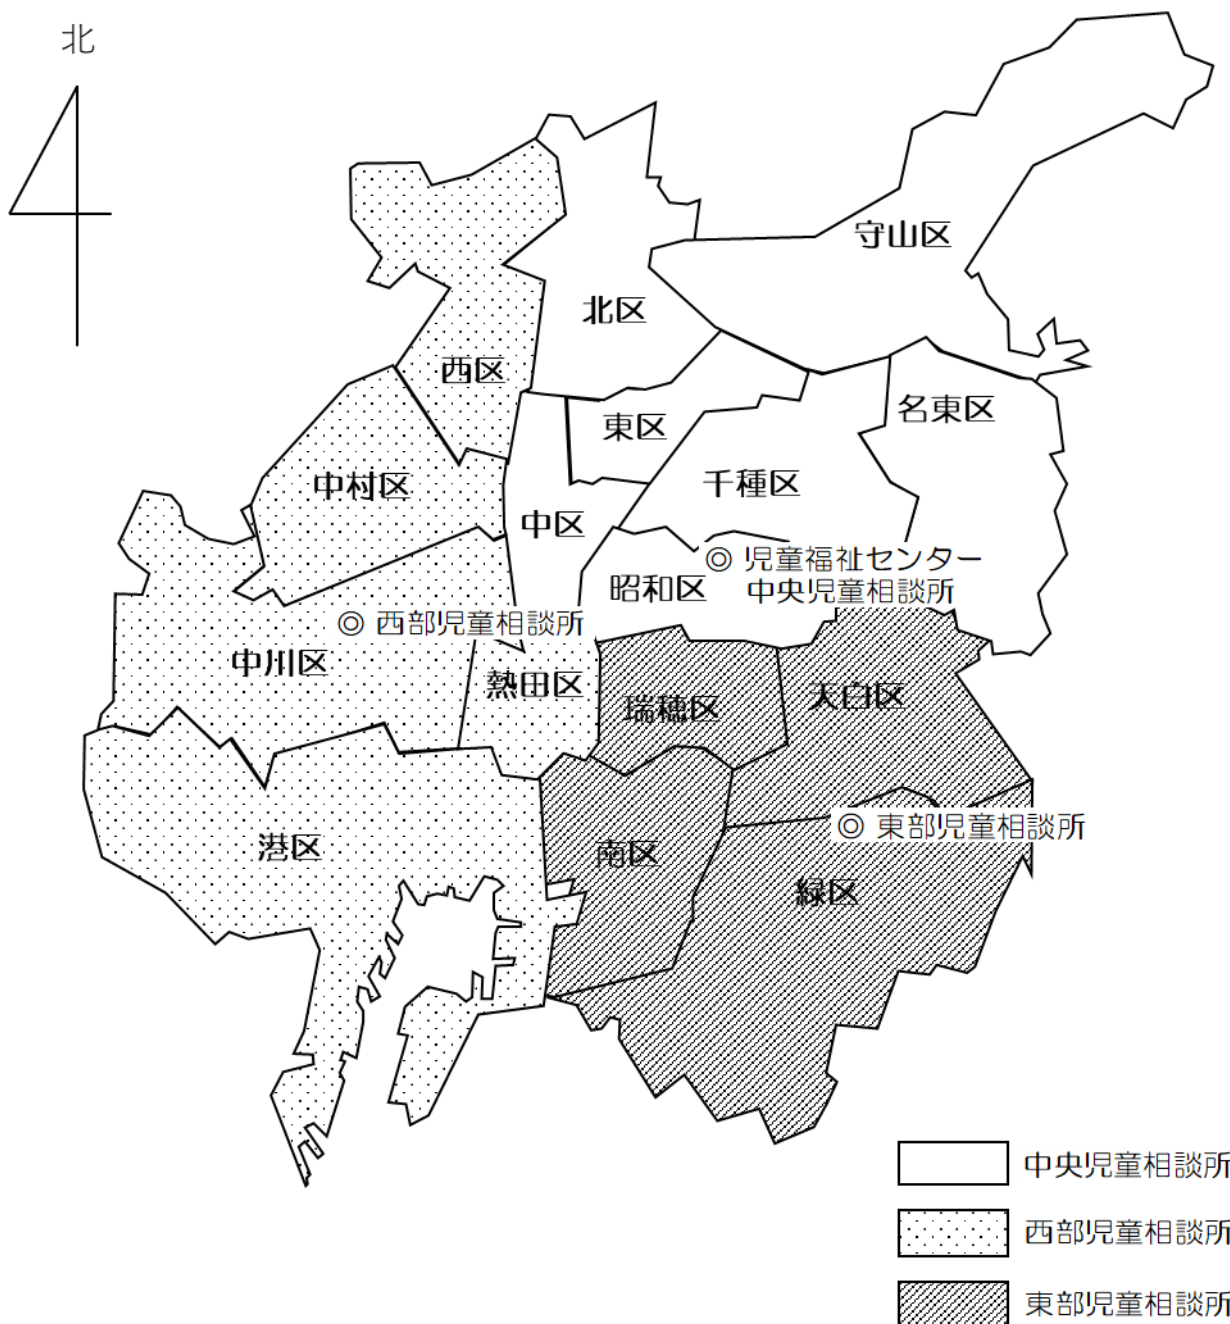 北
守山区
北区
西区
名東区
東区
中村区
千種区
中区
◎ 児童福祉センター
中央児童相談所
昭和区
◎ 西部児童相談所
中川区
熱田区
瑞穂区
天白区
◎ 東部児童相談所
港区
南区
緑区
中央児童相談所
西部児童相談所
東部児童相談所